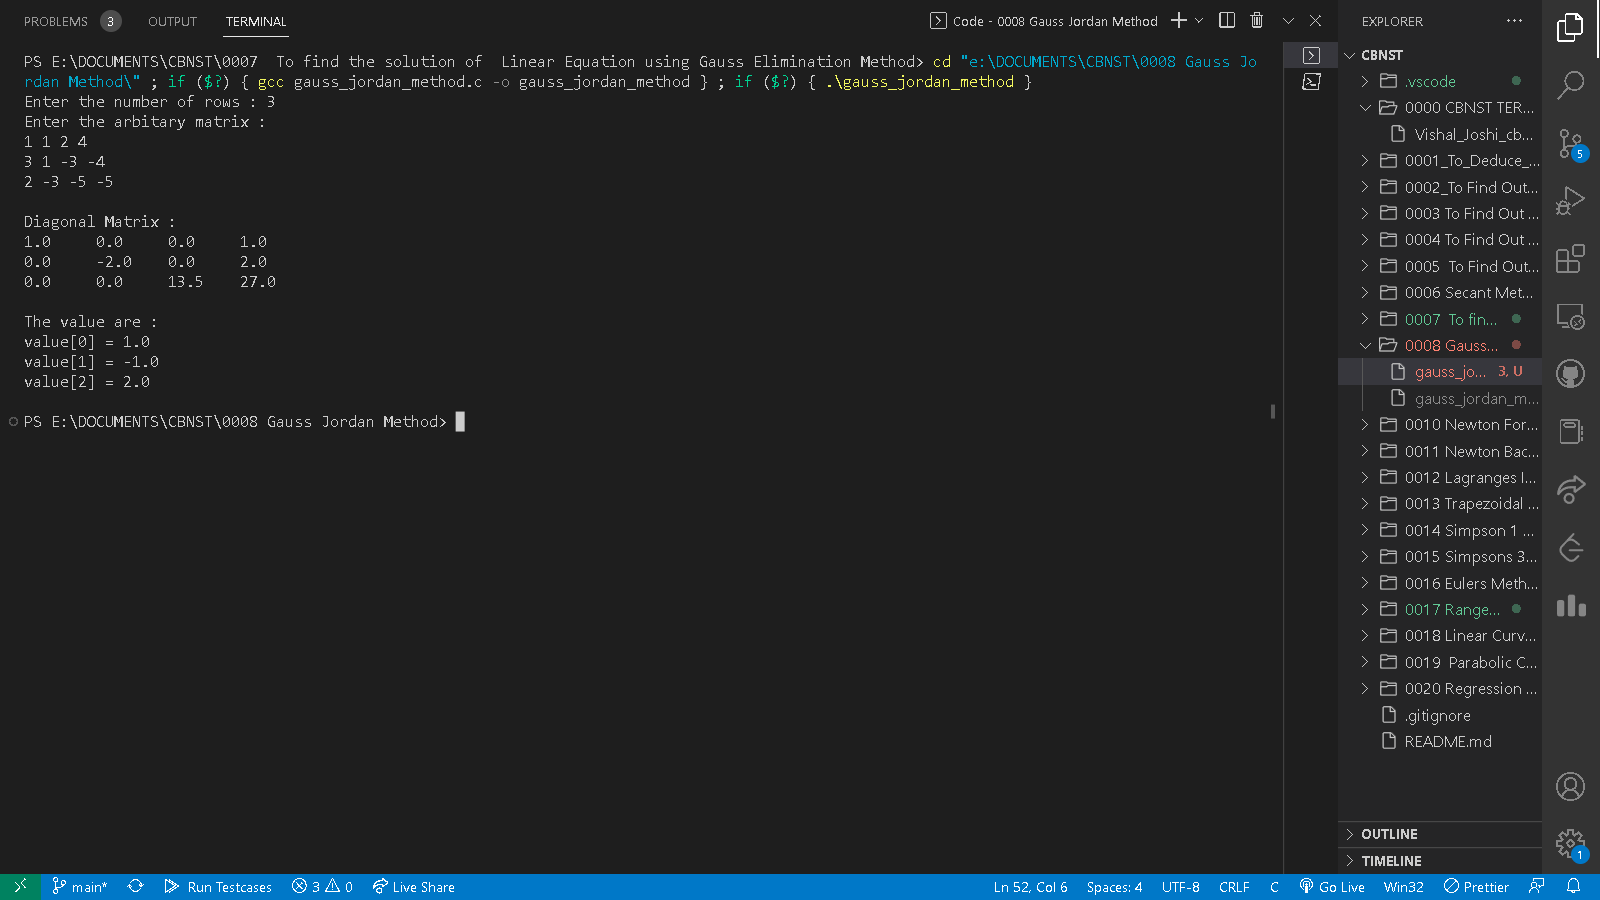 PROBLEMS 3 OUTPUT TERMINAL Code - 0008 Gauss Jordan Method
PS E:\DOCUMENTS\CBNST\0007  To find the solution of  Linear Equation using Gauss Elimination Method> cd "e:\DOCUMENTS\CBNST\0008 Gauss Jo
rdan Method\" ; if ($?) { gcc gauss_jordan_method.c -o gauss_jordan_method } ; if ($?) { .\gauss_jordan_method }
Enter the number of rows : 3
Enter the arbitary matrix :
1 1 2 4
3 1 -3 -4
2 -3 -5 -5
Diagonal Matrix :
1.0 0.0 0.0 1.0
0.0 -2.0 0.0 2.0
0.0 0.0 13.5 27.0
The value are :
value[0] = 1.0
value[1] = -1.0
value[2] = 2.0
PS E:\DOCUMENTS\CBNST\0008 Gauss Jordan Method>
EXPLORER
CBNST
.vscode
0000 CBNST TER...
Vishal_Joshi_cb...
0001_To_Deduce_...
0002_To Find Out...
0003 To Find Out ...
0004 To Find Out ...
0005  To Find Out...
0006 Secant Met...
0007  To fin...
0008 Gauss...
gauss_jo... 3, U
gauss_jordan_m...
0010 Newton For...
0011 Newton Bac...
0012 Lagranges I...
0013 Trapezoidal ...
0014 Simpson 1 ...
0015 Simpsons 3...
0016 Eulers Meth...
0017 Range...
0018 Linear Curv...
0019  Parabolic C...
0020 Regression ...
.gitignore
README.md
OUTLINE
TIMELINE
5
1
main* Run Testcases 3 0 Live Share Ln 52, Col 6 Spaces: 4 UTF-8 CRLF C Go Live Win32 Prettier